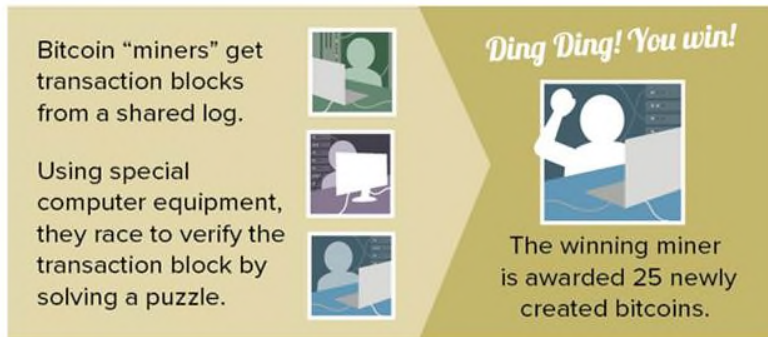 Bitcoin “miners” get
transaction blocks
from a shared log.
Using special
computer equipment,
they race to verify the
transaction block by
solving a puzzle.
Ding Ding! You win!
The winning miner
is awarded 25 newly
created bitcoins.